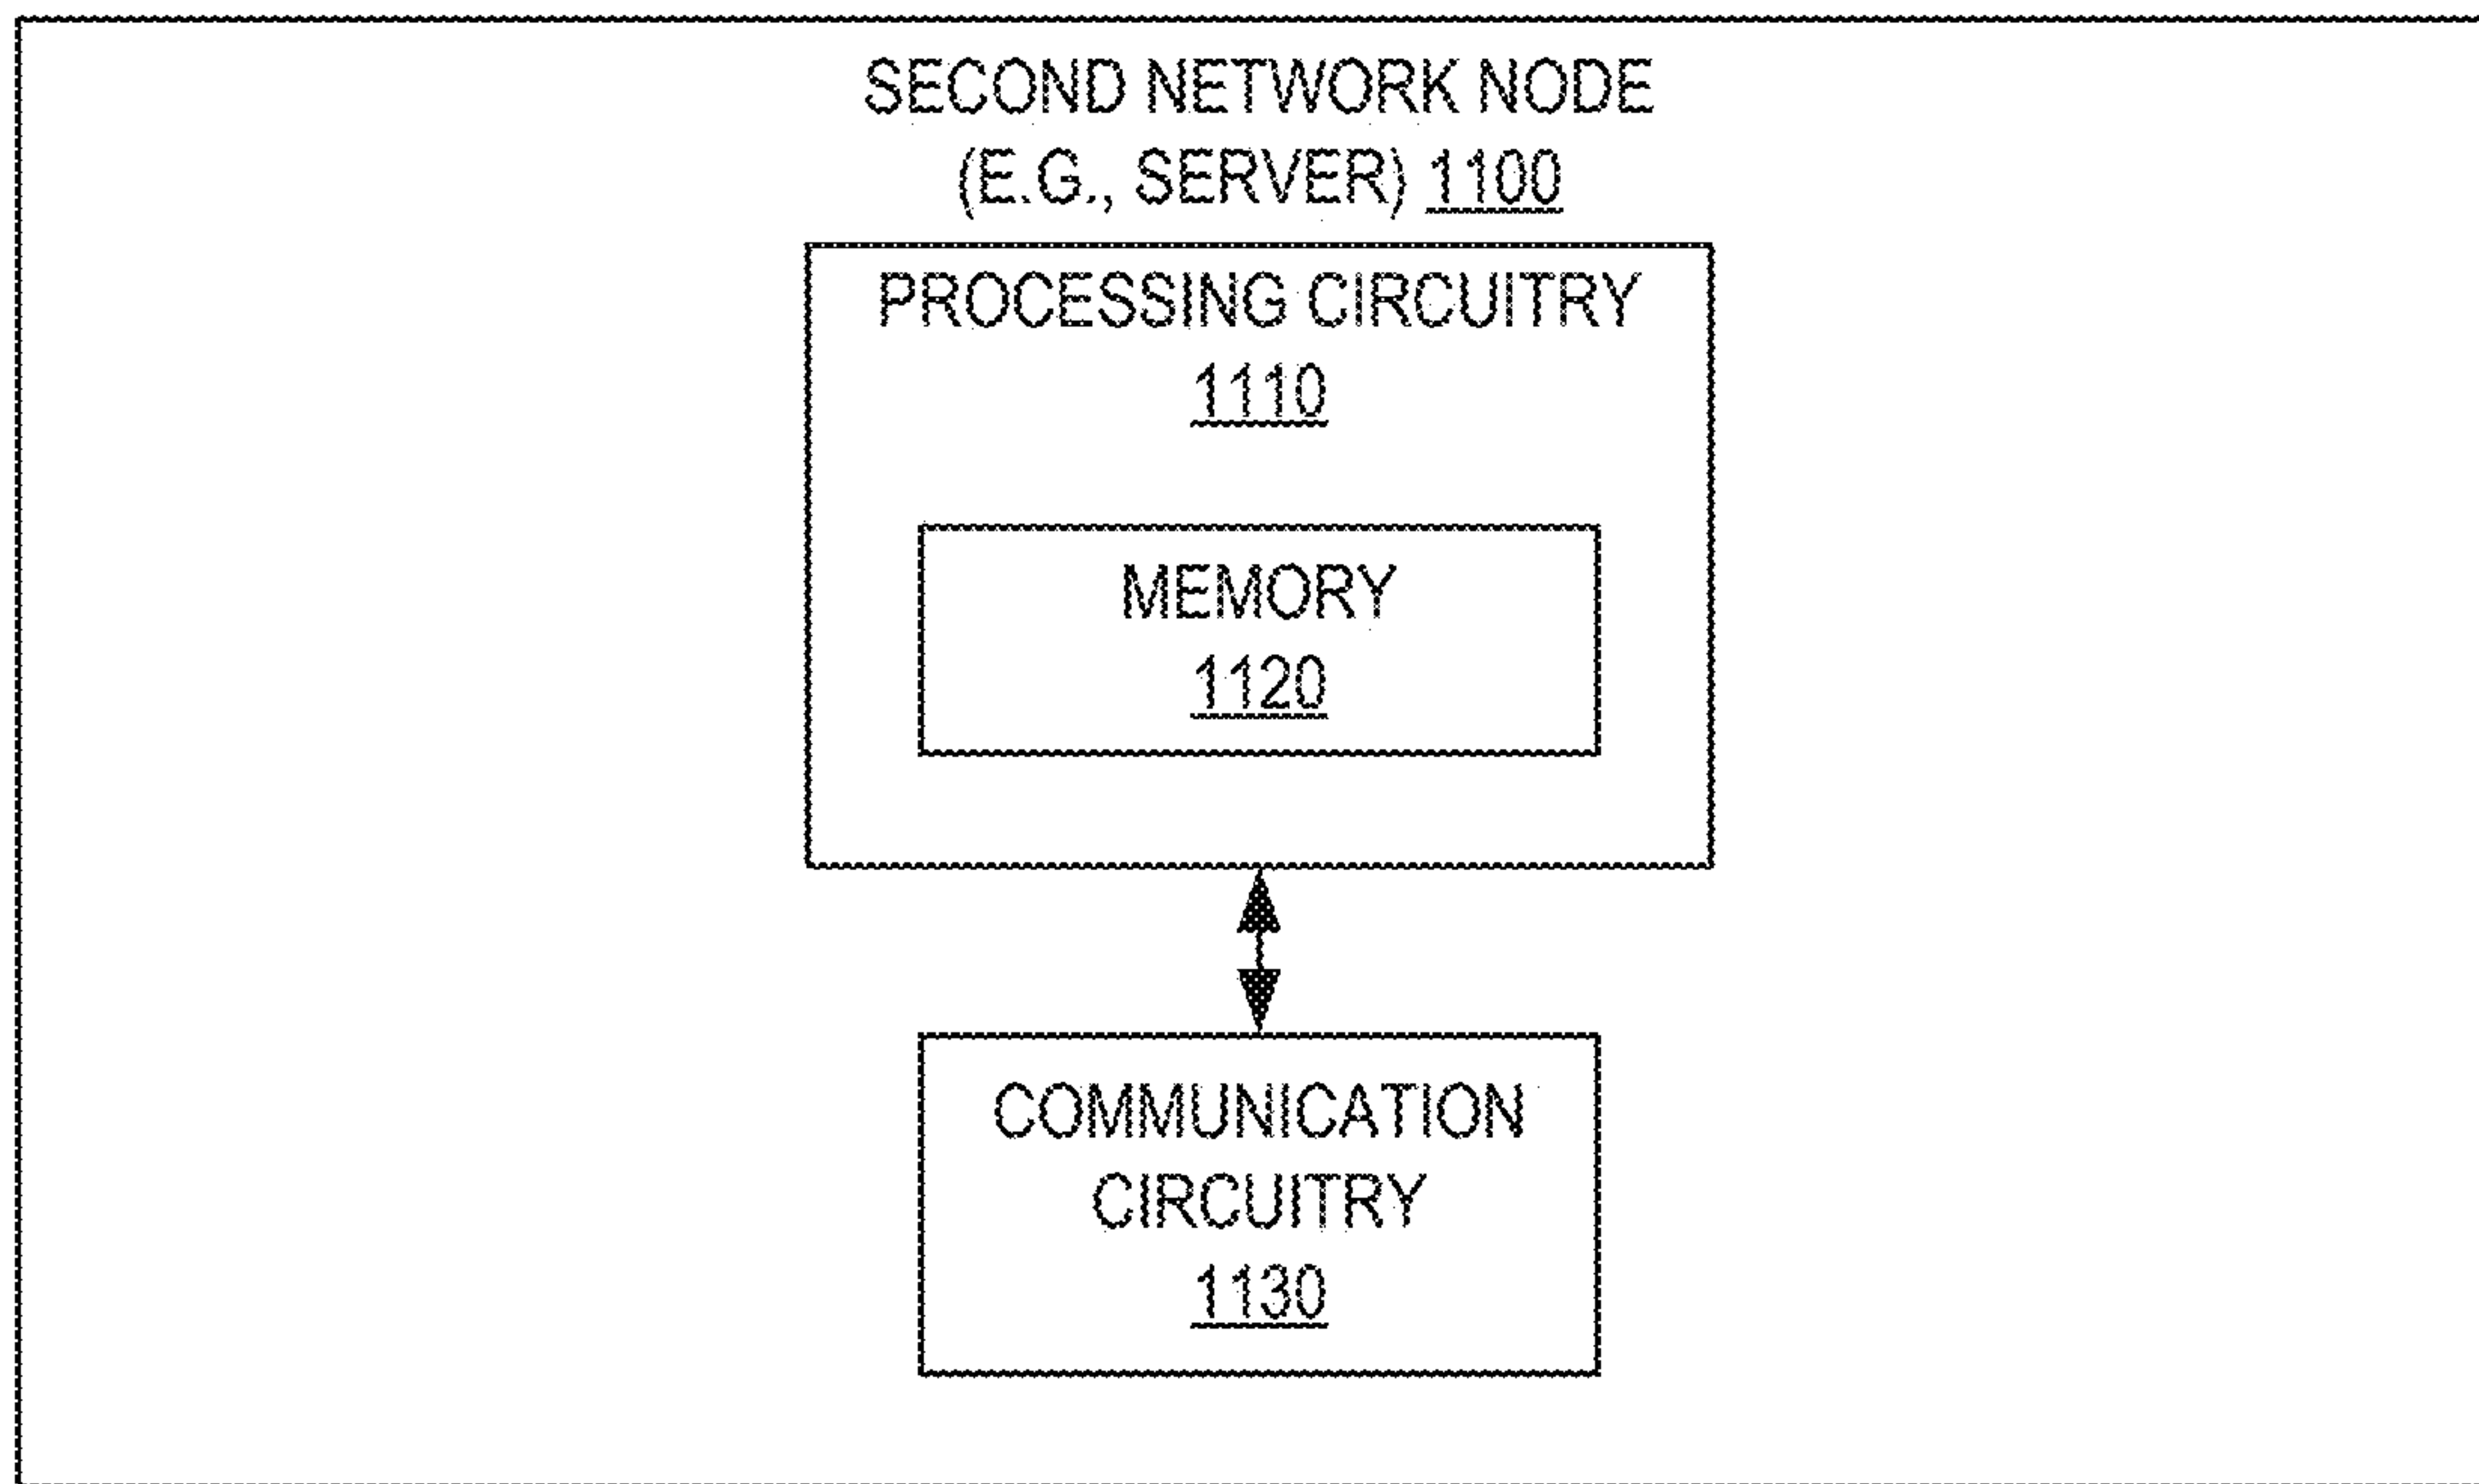 SECOND NETWORK NODE
(E.G., SERVER) 1100
PROCESSING CIRCUITRY
1110
MEMORY
1120
COMMUNICATION
CIRCUITRY
1130